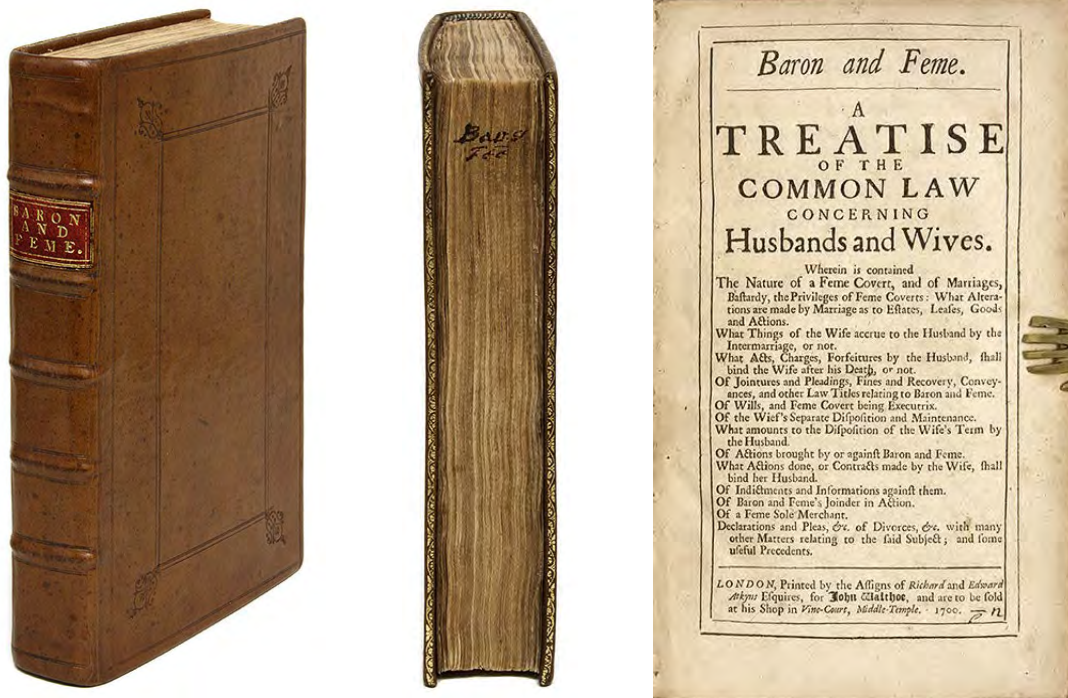 BARON
AND
FEME.
Baron and Feme.
A
TREATISE
OF THE
COMMON LAW
CONCERNING
Husbands and Wives.
Wherein is contained
The Nature of a Feme Covert, and of Marriages,
Baſtardy, the Privileges of Feme Coverts: What Altera-
tions are made by Marriage as to Eſtates, Leaſes, Goods
and Actions.
What Things of the Wife accrue to the Husband by the
Intermarriage, or not.
What Acts, Charges, Forfeitures by the Husband, ſhall
bind the Wife after his Death, or not.
Of Jointures and Pleadings, Fines and Recovery, Convey-
ances, and other Law Titles relating to Baron and Feme.
Of Wills, and Feme Covert being Executrix.
Of the Wief's Separate Diſpoſition and Maintenance.
What amounts to the Diſpoſition of the Wife's Term by
the Husband.
Of Actions brought by or againſt Baron and Feme.
What Actions done, or Contracts made by the Wife, ſhall
bind her Husband.
Of Indictments and Informations againſt them.
Of Baron and Feme's Joinder in Action.
Of a Feme Sole Merchant.
Declarations and Pleas, &c. of Divorces, &c. with many
other Matters relating to the ſaid Subject; and ſome
uſeful Precedents.
LONDON, Printed by the Aſſigns of Richard and Edward
Atkyns Eſquires, for John Walthoe, and are to be ſold
at his Shop in Vine-Court, Middle-Temple. 1700.